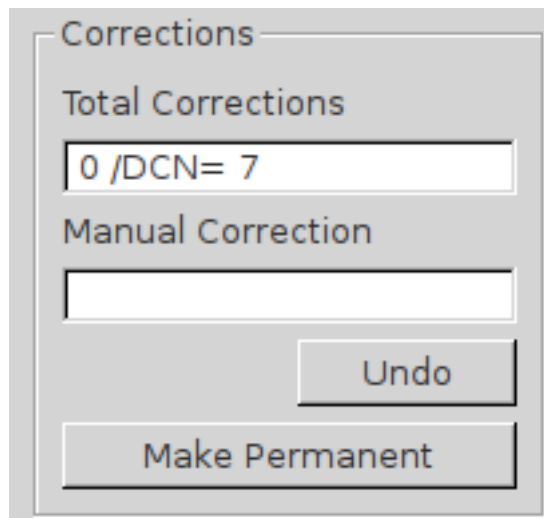 Corrections
Total Corrections
0 /DCN= 7
Manual Correction
Undo
Make Permanent